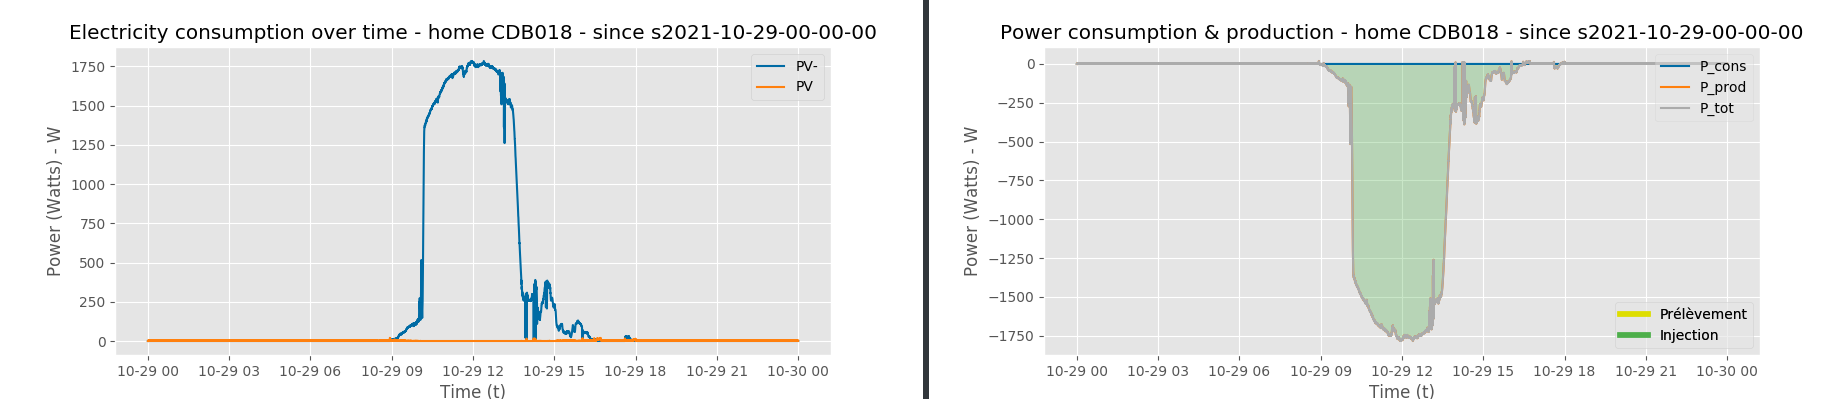 Electricity consumption over time - home CDB018 - since s2021-10-29-00-00-00
PV-
PV
1750
1500
1250
1000
750
500
250
0
Power (Watts) - W
10-29 00 10-29 03 10-29 06 10-29 09 10-29 12 10-29 15 10-29 18 10-29 21 10-30 00
Time (t)
Power consumption & production - home CDB018 - since s2021-10-29-00-00-00
P_cons
P_prod
P_tot
0
−250
−500
−750
−1000
−1250
−1500
−1750
Power (Watts) - W
Prélèvement
Injection
10-29 00 10-29 03 10-29 06 10-29 09 10-29 12 10-29 15 10-29 18 10-29 21 10-30 00
Time (t)